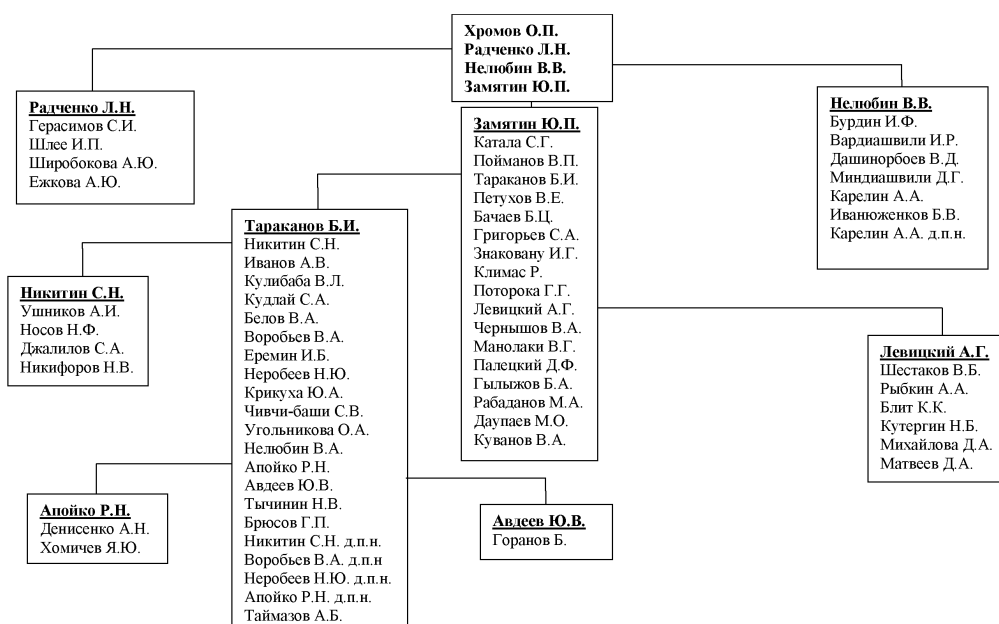 Хромов О.П.
Радченко Л.Н.
Нелюбин В.В.
Замятин Ю.П.
Радченко Л.Н.
Герасимов С.И.
Шлее И.П.
Широбокова А.Ю.
Ежкова А.Ю.
Замятин Ю.П.
Катала С.Г.
Пойманов В.П.
Тараканов Б.И.
Петухов В.Е.
Бачаев Б.Ц.
Григорьев С.А.
Знаковану И.Г.
Климас Р.
Поторока Г.Г.
Левицкий А.Г.
Чернышов В.А.
Манолаки В.Г.
Палецкий Д.Ф.
Гылыжов Б.А.
Рабаданов М.А.
Даупаев М.О.
Куванов В.А.
Нелюбин В.В.
Бурдин И.Ф.
Вардиашвили И.Р.
Дашинорбоев В.Д.
Миндиашвили Д.Г.
Карелин А.А.
Иванюженков Б.В.
Карелин А.А. д.п.н.
Тараканов Б.И.
Никитин С.Н.
Иванов А.В.
Кулибаба В.Л.
Кудлай С.А.
Белов В.А.
Воробьев В.А.
Еремин И.Б.
Неробеев Н.Ю.
Крикуха Ю.А.
Чивчи-баши С.В.
Угольникова О.А.
Нелюбин В.А.
Апойко Р.Н.
Авдеев Ю.В.
Тычинин Н.В.
Брюсов Г.П.
Никитин С.Н. д.п.н.
Воробьев В.А. д.п.н
Неробеев Н.Ю. д.п.н.
Апойко Р.Н. д.п.н.
Таймазов А.Б.
Никитин С.Н.
Ушников А.И.
Носов Н.Ф.
Джалилов С.А.
Никифоров Н.В.
Левицкий А.Г.
Шестаков В.Б.
Рыбкин А.А.
Блит К.К.
Кутергин Н.Б.
Михайлова Д.А.
Матвеев Д.А.
Апойко Р.Н.
Денисенко А.Н.
Хомичев Я.Ю.
Авдеев Ю.В.
Горанов Б.